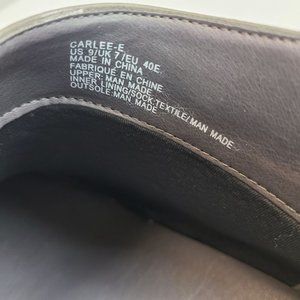 CARLEE-E
US 9/UK 7/EU 40E
MADE IN CHINA
FABRIQUE EN CHINE
UPPER: MAN MADE
INNER LINING/SOCK:TEXTILE/MAN MADE
OUTSOLE: MAN MADE